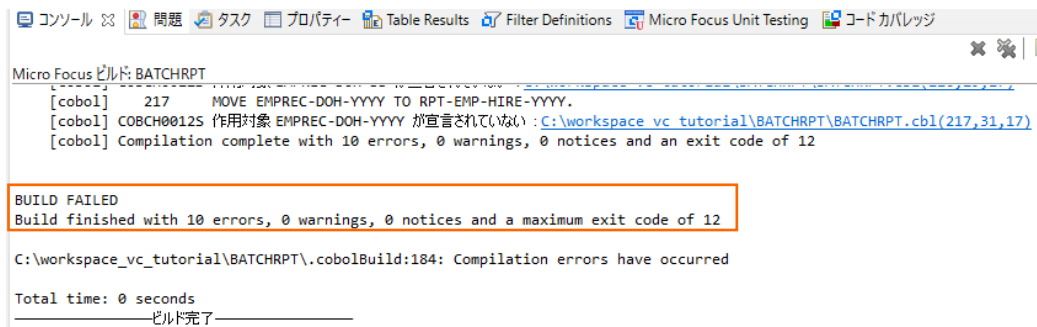 コンソール 問題 タスク プロパティー Table Results Filter Definitions Micro Focus Unit Testing コード カバレッジ
Micro Focus ビルド: BATCHRPT
[cobol] 217 MOVE EMPREC-DOH-YYYY TO RPT-EMP-HIRE-YYYY.
[cobol] COBCH0012S 作用対象 EMPREC-DOH-YYYY が宣言されていない : C:\workspace_vc_tutorial\BATCHRPT\BATCHRPT.cbl(217,31,17)
[cobol] Compilation complete with 10 errors, 0 warnings, 0 notices and an exit code of 12
BUILD FAILED
Build finished with 10 errors, 0 warnings, 0 notices and a maximum exit code of 12
C:\workspace_vc_tutorial\BATCHRPT\.cobolBuild:184: Compilation errors have occurred
Total time: 0 seconds
ビルド完了